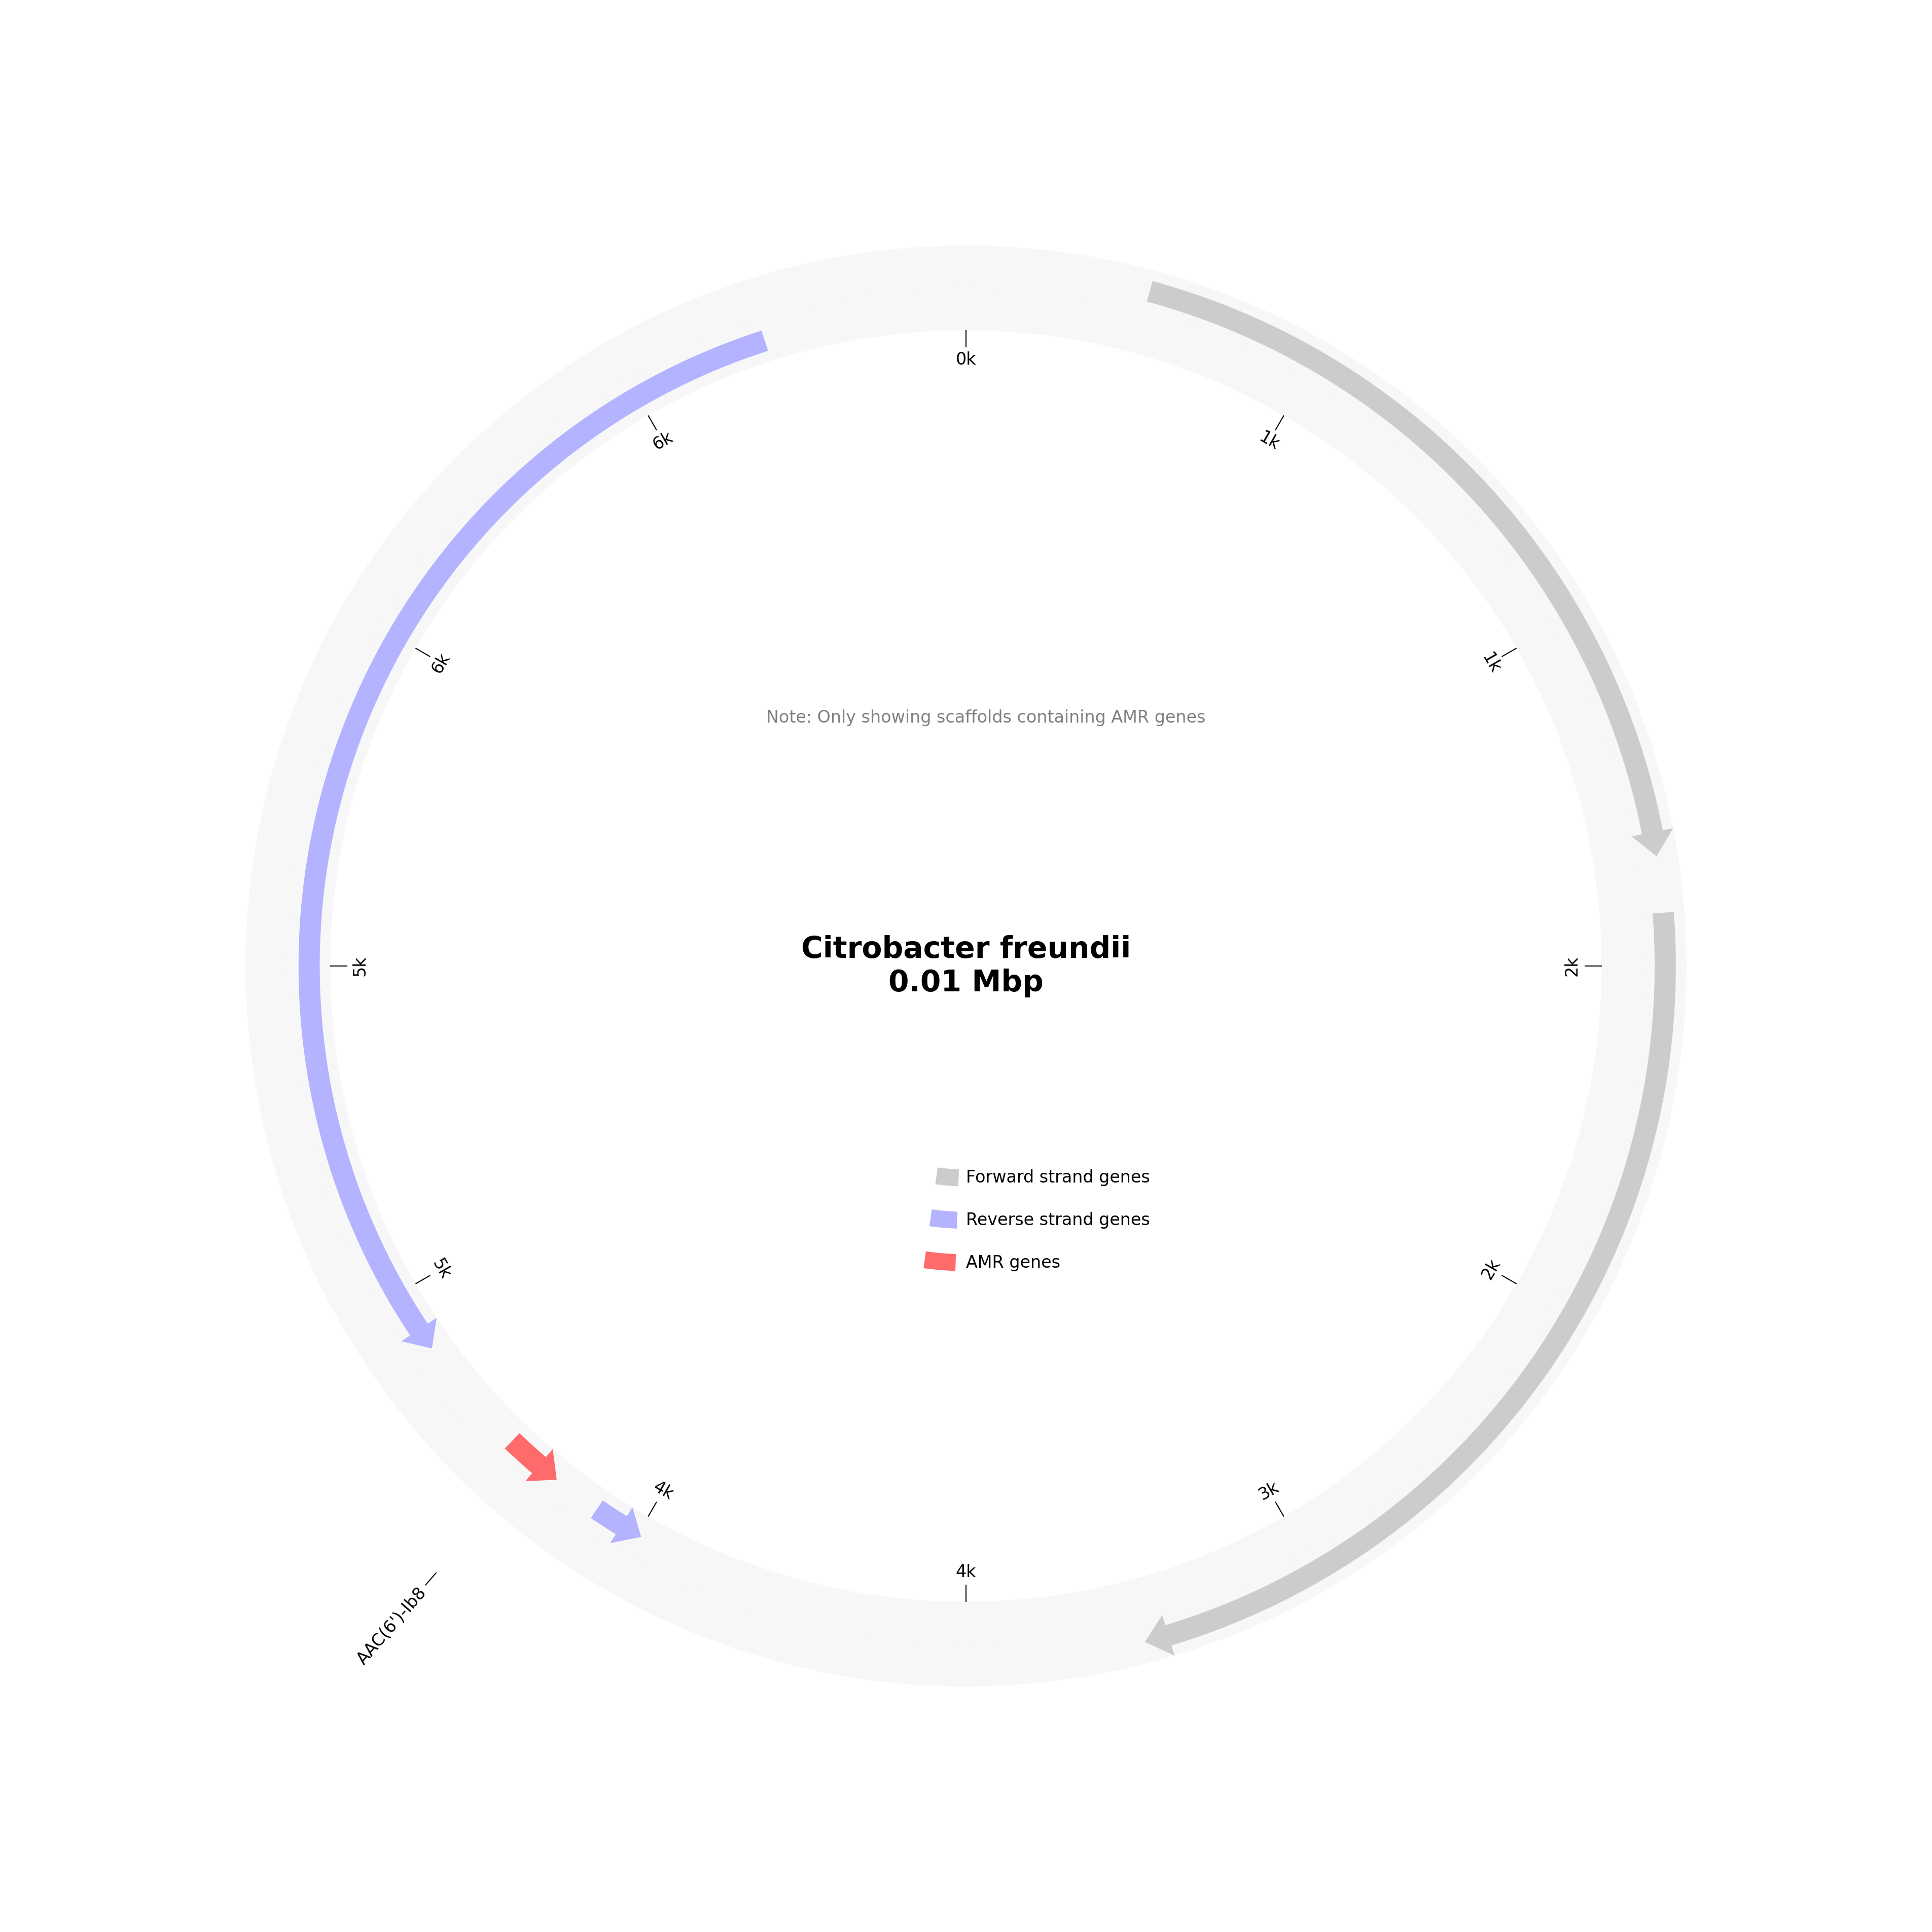 0k
1k
1k
2k
2k
3k
4k
4k
5k
5k
6k
6k
Note: Only showing scaffolds containing AMR genes
Citrobacter freundii
0.01 Mbp
Forward strand genes
Reverse strand genes
AMR genes
AAC(6')-Ib8